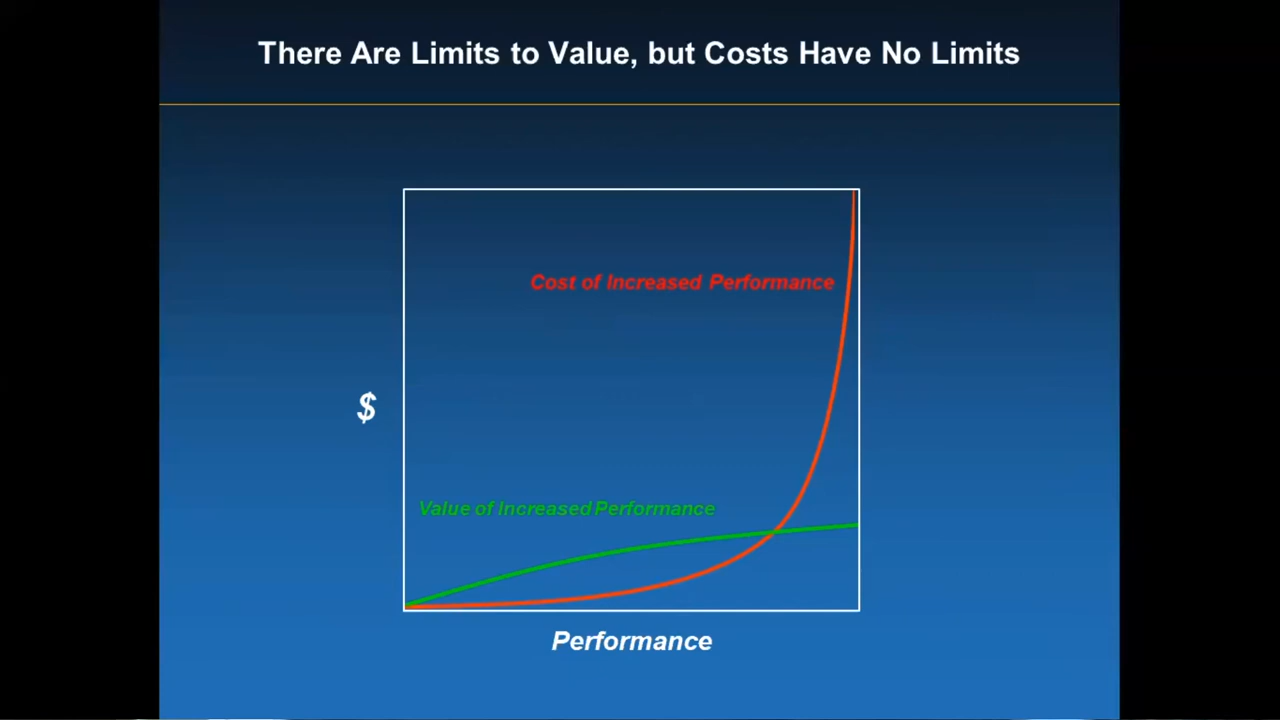 There Are Limits to Value, but Costs Have No Limits
Cost of Increased Performance
$
Value of Increased Performance
Performance